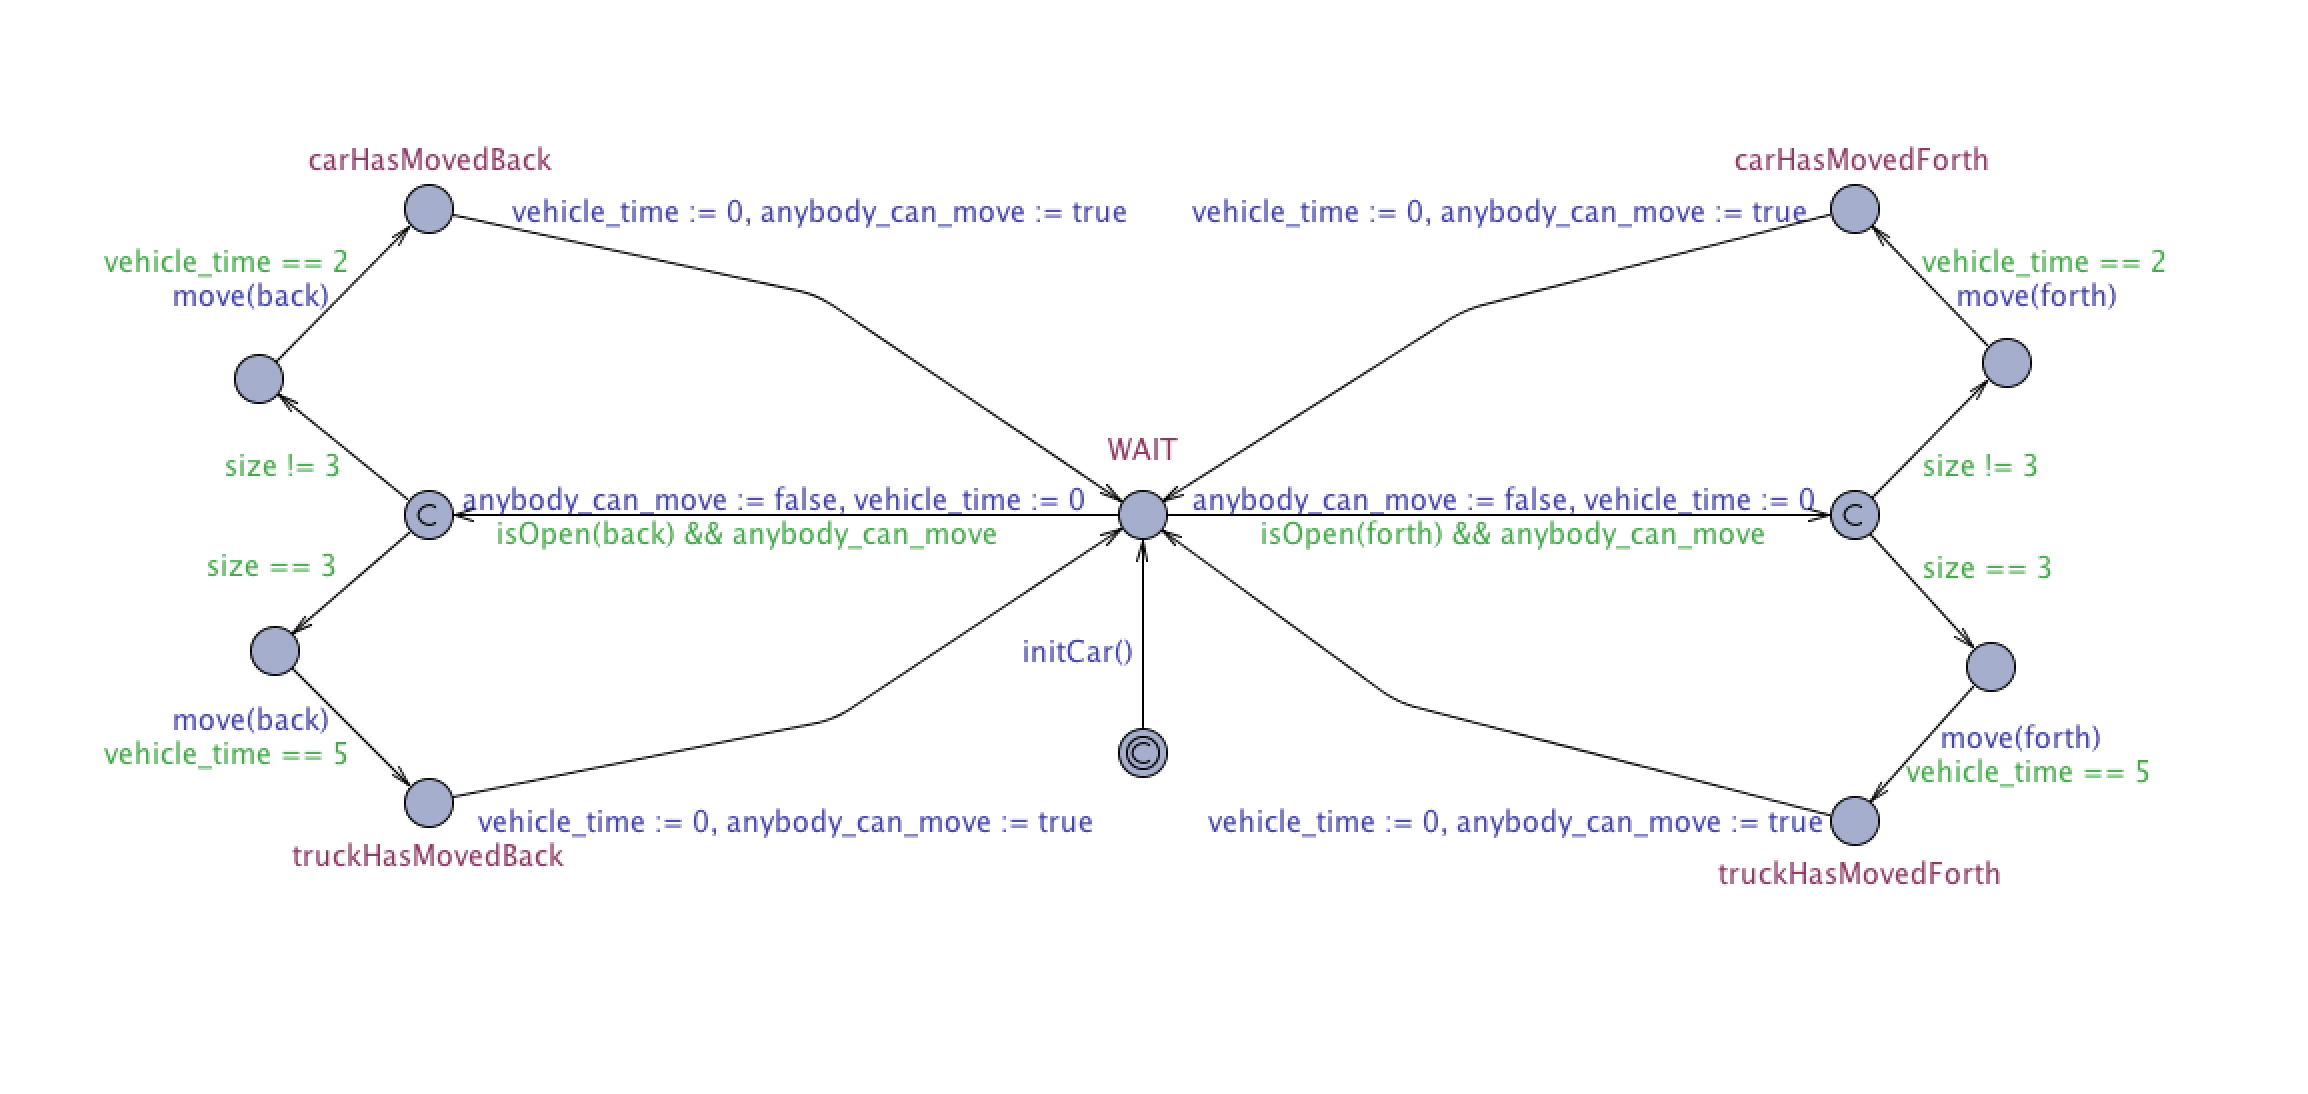 carHasMovedBack
carHasMovedForth
vehicle_time := 0, anybody_can_move := true
vehicle_time := 0, anybody_can_move := true
vehicle_time == 2
move(back)
vehicle_time == 2
move(forth)
WAIT
size != 3
size != 3
C
anybody_can_move := false, vehicle_time := 0
isOpen(back) && anybody_can_move
anybody_can_move := false, vehicle_time := 0
isOpen(forth) && anybody_can_move
C
size == 3
size == 3
initCar()
move(back)
vehicle_time == 5
C
move(forth)
vehicle_time == 5
vehicle_time := 0, anybody_can_move := true
vehicle_time := 0, anybody_can_move := true
truckHasMovedBack
truckHasMovedForth